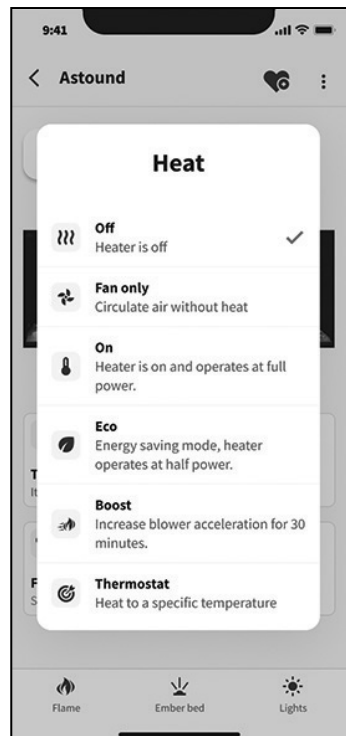 9:41
Astound
Heat
Off
Heater is off
Fan only
Circulate air without heat
On
Heater is on and operates at full
power.
Eco
Energy saving mode, heater
operates at half power.
Boost
Increase blower acceleration for 30
minutes.
Thermostat
Heat to a specific temperature
Flame
Ember bed
Lights